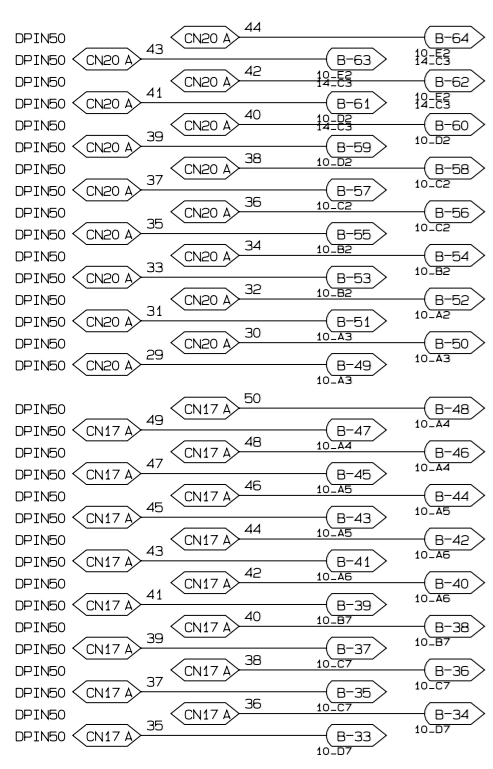 DPIN50 CN20 A 44 B-64
10_E2
14_C3
DPIN50 CN20 A 43 B-63
10_E2
14_C3
DPIN50 CN20 A 42 B-62
10_E2
14_C3
DPIN50 CN20 A 41 B-61
10_D2
14_C3
DPIN50 CN20 A 40 B-60
10_D2
DPIN50 CN20 A 39 B-59
10_D2
DPIN50 CN20 A 38 B-58
10_C2
DPIN50 CN20 A 37 B-57
10_C2
DPIN50 CN20 A 36 B-56
10_C2
DPIN50 CN20 A 35 B-55
10_B2
DPIN50 CN20 A 34 B-54
10_B2
DPIN50 CN20 A 33 B-53
10_B2
DPIN50 CN20 A 32 B-52
10_A2
DPIN50 CN20 A 31 B-51
10_A3
DPIN50 CN20 A 30 B-50
10_A3
DPIN50 CN20 A 29 B-49
10_A3
DPIN50 CN17 A 50 B-48
10_A4
DPIN50 CN17 A 49 B-47
10_A4
DPIN50 CN17 A 48 B-46
10_A4
DPIN50 CN17 A 47 B-45
10_A5
DPIN50 CN17 A 46 B-44
10_A5
DPIN50 CN17 A 45 B-43
10_A5
DPIN50 CN17 A 44 B-42
10_A6
DPIN50 CN17 A 43 B-41
10_A6
DPIN50 CN17 A 42 B-40
10_A6
DPIN50 CN17 A 41 B-39
10_B7
DPIN50 CN17 A 40 B-38
10_B7
DPIN50 CN17 A 39 B-37
10_C7
DPIN50 CN17 A 38 B-36
10_C7
DPIN50 CN17 A 37 B-35
10_C7
DPIN50 CN17 A 36 B-34
10_D7
DPIN50 CN17 A 35 B-33
10_D7